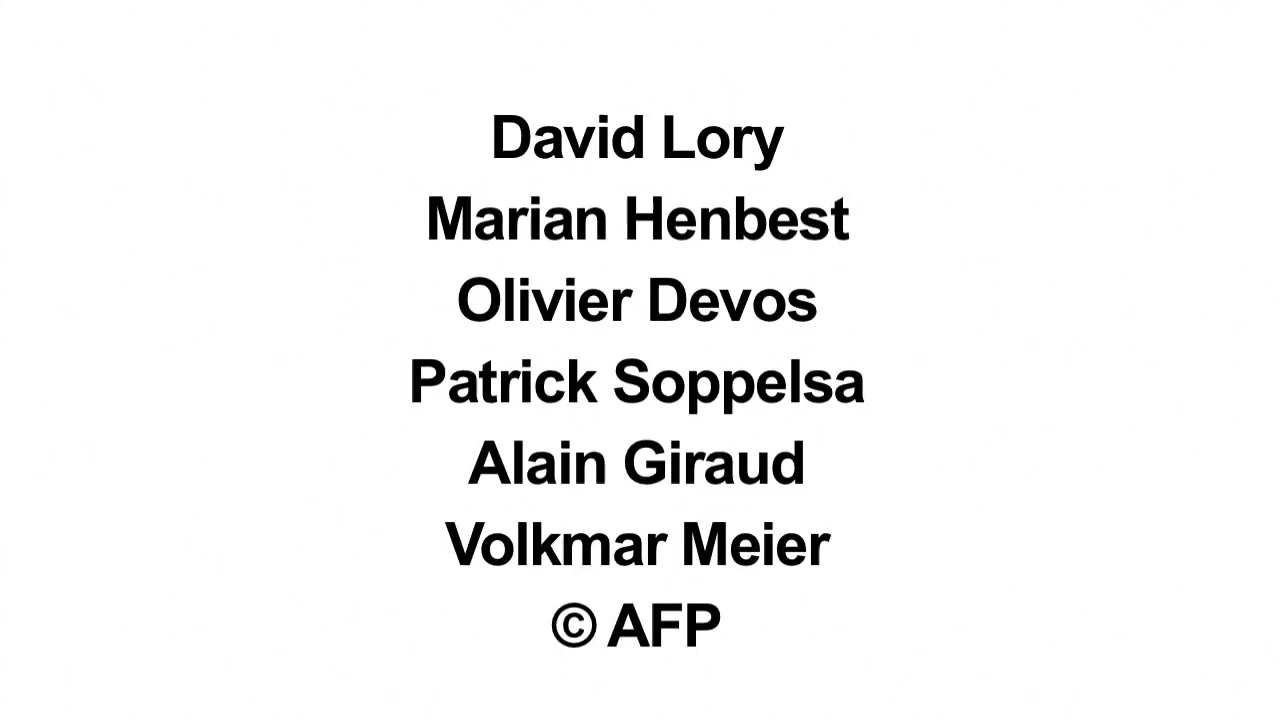 David Lory
Marian Henbest
Olivier Devos
Patrick Soppelsa
Alain Giraud
Volkmar Meier
© AFP